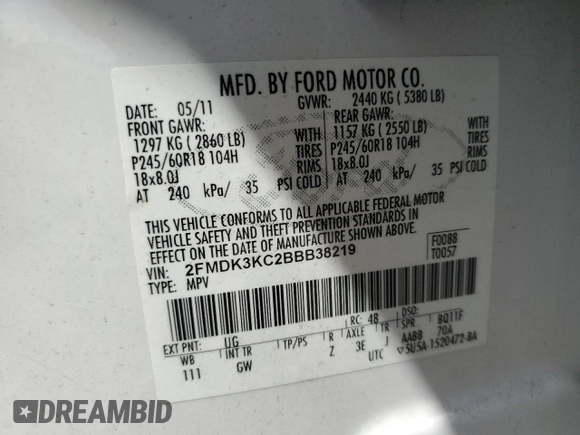 MFD. BY FORD MOTOR CO.
DATE: 05/11 GVWR: 2440 KG ( 5380 LB)
FRONT GAWR: REAR GAWR:
1297 KG ( 2860 LB) 1157 KG ( 2550 LB)
P245/60R18 104H TIRES P245/60R18 104H TIRES
18x8.0J RIMS 18x8.0J RIMS
AT 240 kPa/ 35 PSI COLD AT 240 kPa/ 35 PSI COLD
THIS VEHICLE CONFORMS TO ALL APPLICABLE FEDERAL MOTOR
VEHICLE SAFETY AND THEFT PREVENTION STANDARDS IN
EFFECT ON THE DATE OF MANUFACTURE SHOWN ABOVE.
VIN: 2FMDK3KC2BBB38219 F0088
TYPE: MPV T0057
EXT PNT: UG RC: 48 DSO: BQ11F
WB INT TR TP/PS R AXLE TR SPR AABB 70A
111 GW Z 3E J
UTC ▽5USA-1520472-BA
DREAMBID